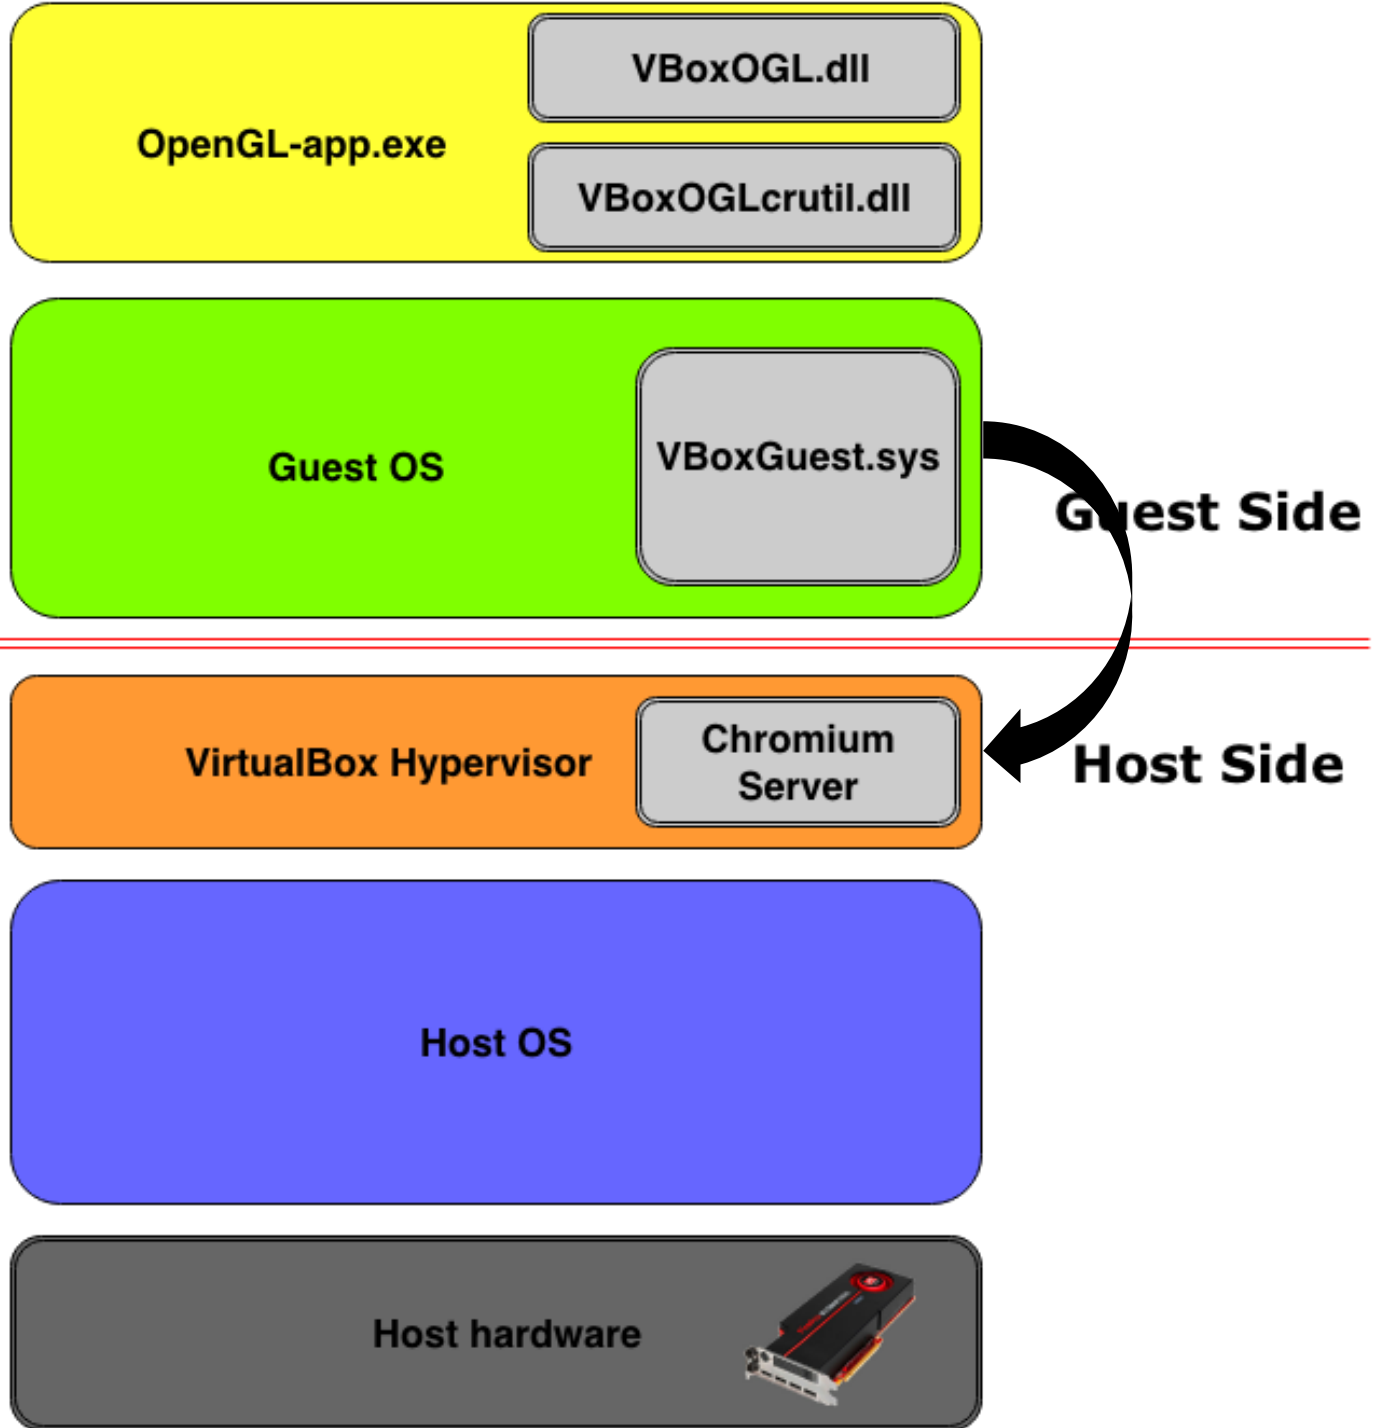 VBoxOGL.dll
OpenGL-app.exe
VBoxOGLcrutil.dll
Guest OS
VBoxGuest.sys
Guest Side
VirtualBox Hypervisor
Chromium
Server
Host Side
Host OS
Host hardware